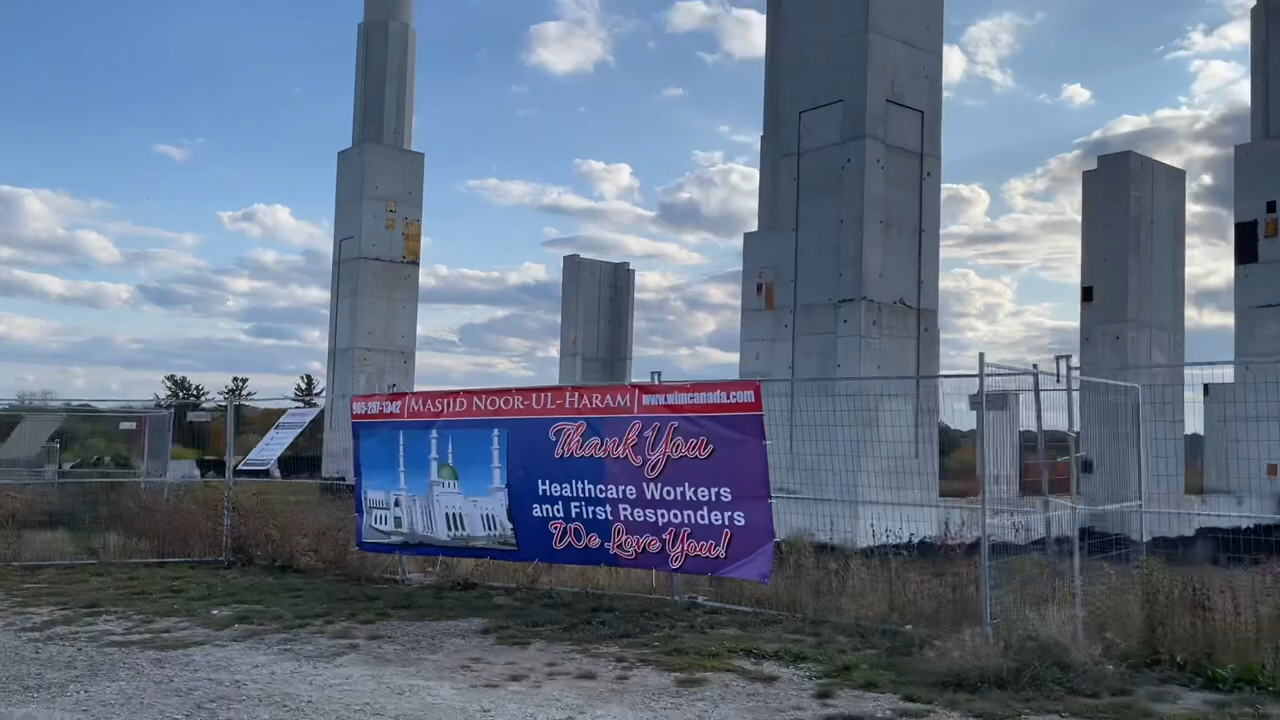 905-257-1342 | MASJID NOOR-UL-HARAM | www.wimcanada.com
Thank You
Healthcare Workers
and First Responders
We Love You!